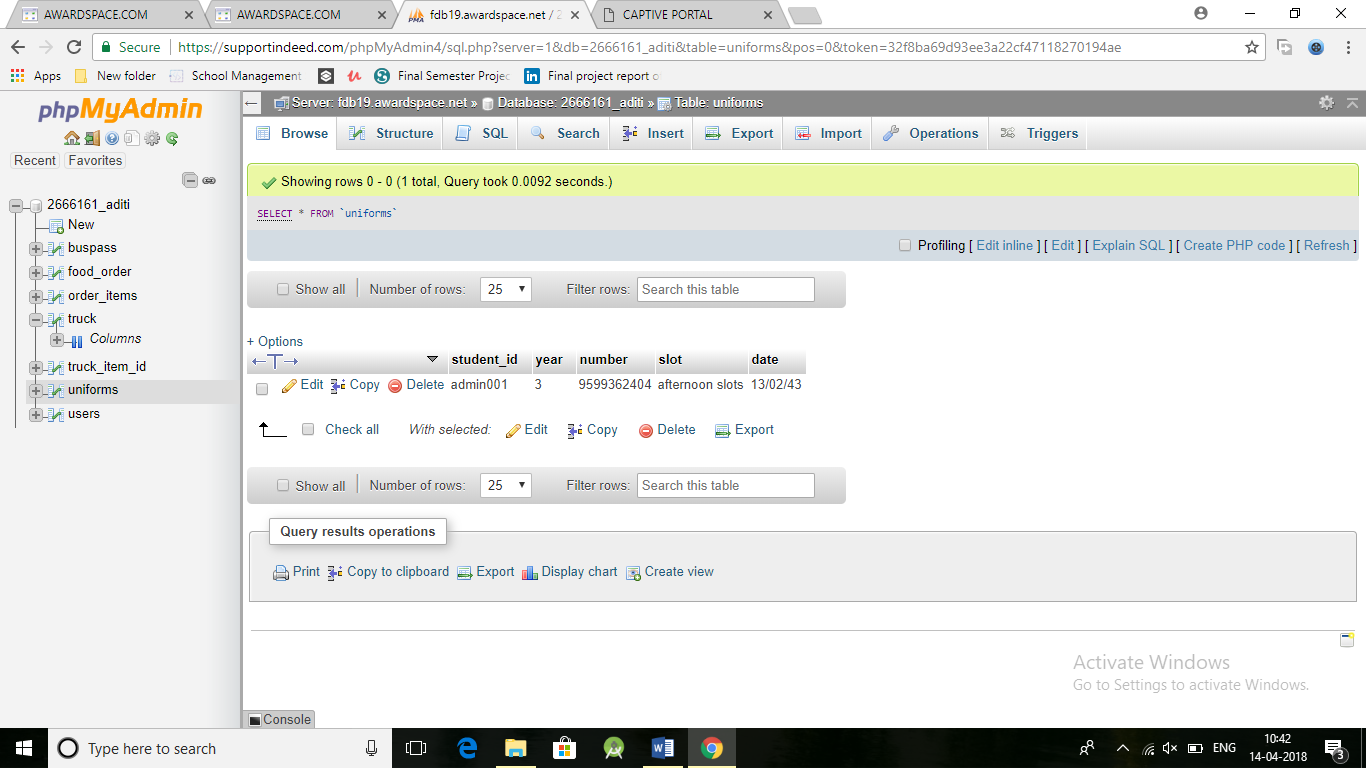 AWARDSPACE.COM AWARDSPACE.COM fdb19.awardspace.net / 2 CAPTIVE PORTAL
Secure https://supportindeed.com/phpMyAdmin4/sql.php?server=1&db=2666161_aditi&table=uniforms&pos=0&token=32f8ba69d93ee3a22cf47118270194ae
Apps New folder School Management Final Semester Projec Final project report o
phpMyAdmin
Recent Favorites
2666161_aditi
New
buspass
food_order
order_items
truck
Columns
truck_item_id
uniforms
users
Server: fdb19.awardspace.net » Database: 2666161_aditi » Table: uniforms
Browse Structure SQL Search Insert Export Import Operations Triggers
Showing rows 0 - 0 (1 total, Query took 0.0092 seconds.)
SELECT * FROM `uniforms`
Profiling [ Edit inline ] [ Edit ] [ Explain SQL ] [ Create PHP code ] [ Refresh ]
Show all Number of rows: 25 Filter rows: Search this table
+ Options
student_id year number slot date
Edit Copy Delete admin001 3 9599362404 afternoon slots 13/02/43
Check all With selected: Edit Copy Delete Export
Show all Number of rows: 25 Filter rows: Search this table
Query results operations
Print Copy to clipboard Export Display chart Create view
Activate Windows
Go to Settings to activate Windows.
Console
Type here to search
ENG
10:42
14-04-2018
3